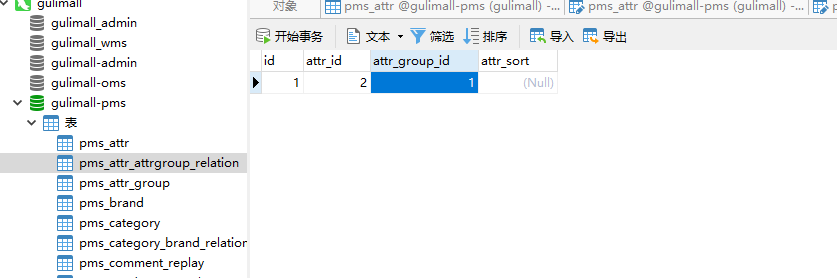 gulimall
gulimall_admin
gulimall_wms
gulimall-admin
gulimall-oms
gulimall-pms
表
pms_attr
pms_attr_attrgroup_relation
pms_attr_group
pms_brand
pms_category
pms_category_brand_relation
pms_comment_replay
对象
pms_attr @gulimall-pms (gulimall) -...
pms_attr @gulimall-pms (gulimall) -...
开始事务 文本 筛选 排序 导入 导出
id attr_id attr_group_id attr_sort
1 2 1 (Null)